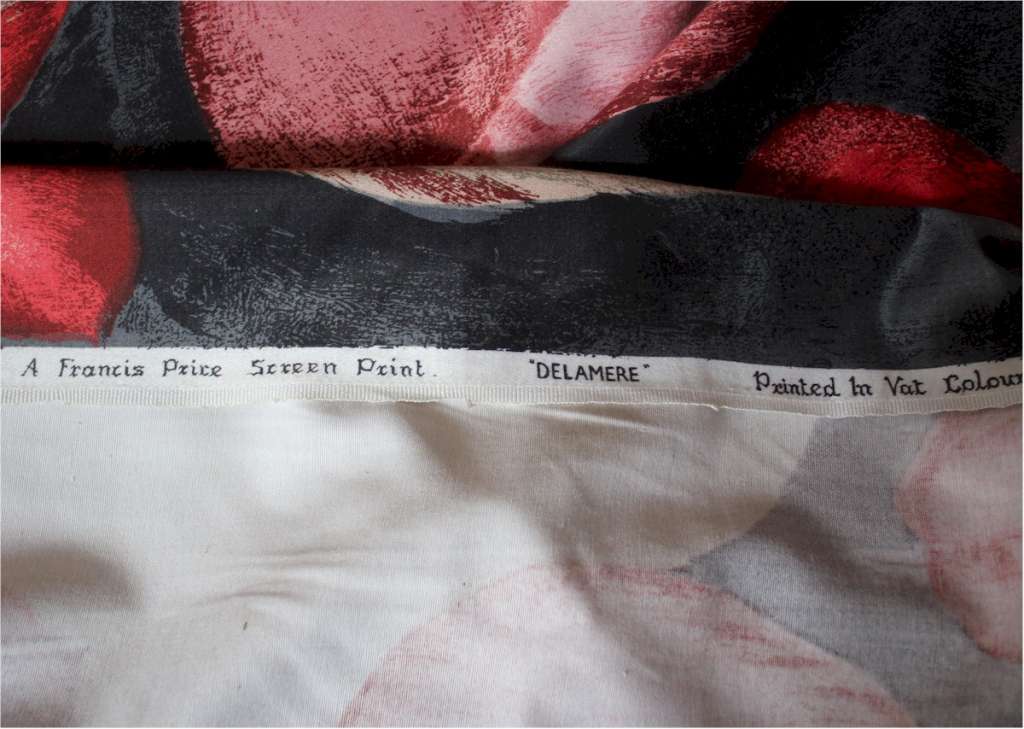 A Francis Price Screen Print. "DELAMERE" Printed In Vat Colour